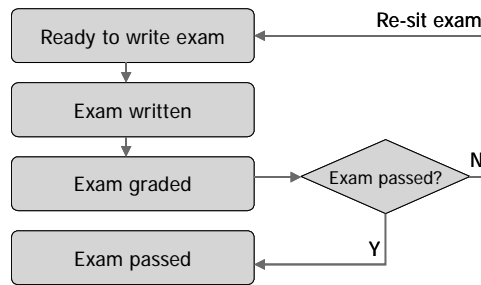 Re-sit exam
Ready to write exam
Exam written
Exam graded
Exam passed?
N
Y
Exam passed